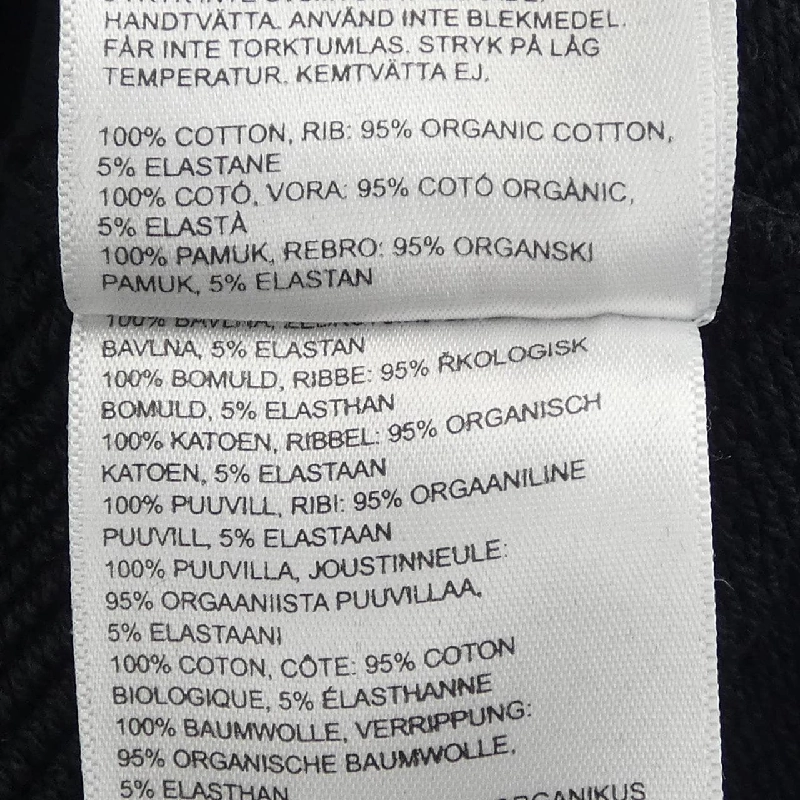 HANDTVÄTTA. ANVÄND INTE BLEKMEDEL.
FÅR INTE TORKTUMLAS. STRYK PÅ LÅG
TEMPERATUR. KEMTVÄTTA EJ.
100% COTTON, RIB: 95% ORGANIC COTTON,
5% ELASTANE
100% COTÓ, VORA: 95% COTÓ ORGÀNIC,
5% ELASTÀ
100% PAMUK, REBRO: 95% ORGANSKI
PAMUK, 5% ELASTAN
100% BAVLNA,
BAVLNA, 5% ELASTAN
100% BOMULD, RIBBE: 95% ŘKOLOGISK
BOMULD, 5% ELASTHAN
100% KATOEN, RIBBEL: 95% ORGANISCH
KATOEN, 5% ELASTAAN
100% PUUVILL, RIBI: 95% ORGAANILINE
PUUVILL, 5% ELASTAAN
100% PUUVILLA, JOUSTINNEULE:
95% ORGAANIISTA PUUVILLAA,
5% ELASTAANI
100% COTON, CÔTE: 95% COTON
BIOLOGIQUE, 5% ÉLASTHANNE
100% BAUMWOLLE, VERRIPPUNG:
95% ORGANISCHE BAUMWOLLE,
5% ELASTHAN
ORGANIKUS